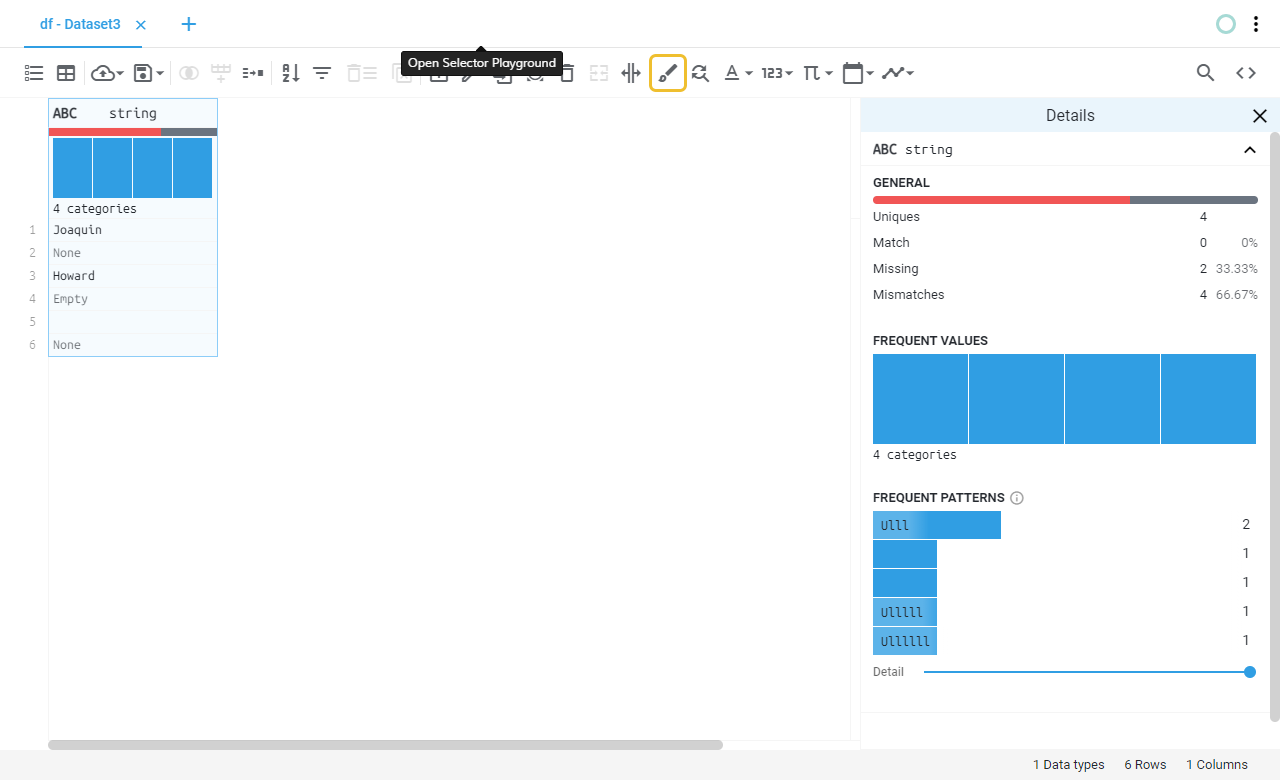 df - Dataset3
Open Selector Playground
123
ABC string
4 categories
1 Joaquin
2 None
3 Howard
4 Empty
5
6 None
Details
ABC string
GENERAL
Uniques 4
Match 0 0%
Missing 2 33.33%
Mismatches 4 66.67%
FREQUENT VALUES
4 categories
FREQUENT PATTERNS
Ulll 2
1
1
Ulllll 1
Ullllll 1
Detail
1 Data types 6 Rows 1 Columns